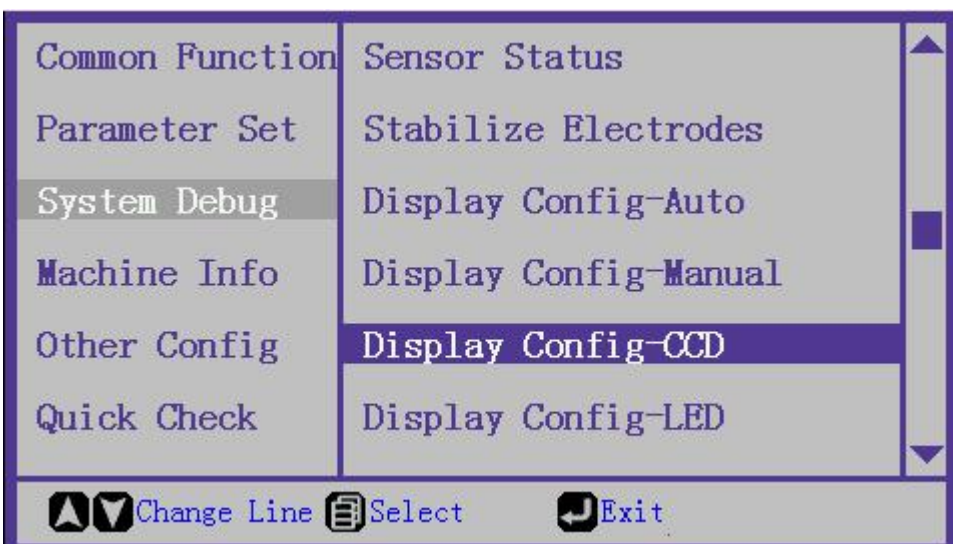 Common Function
Parameter Set
System Debug
Machine Info
Other Config
Quick Check
Sensor Status
Stabilize Electrodes
Display Config-Auto
Display Config-Manual
Display Config-CCD
Display Config-LED
Change Line Select Exit